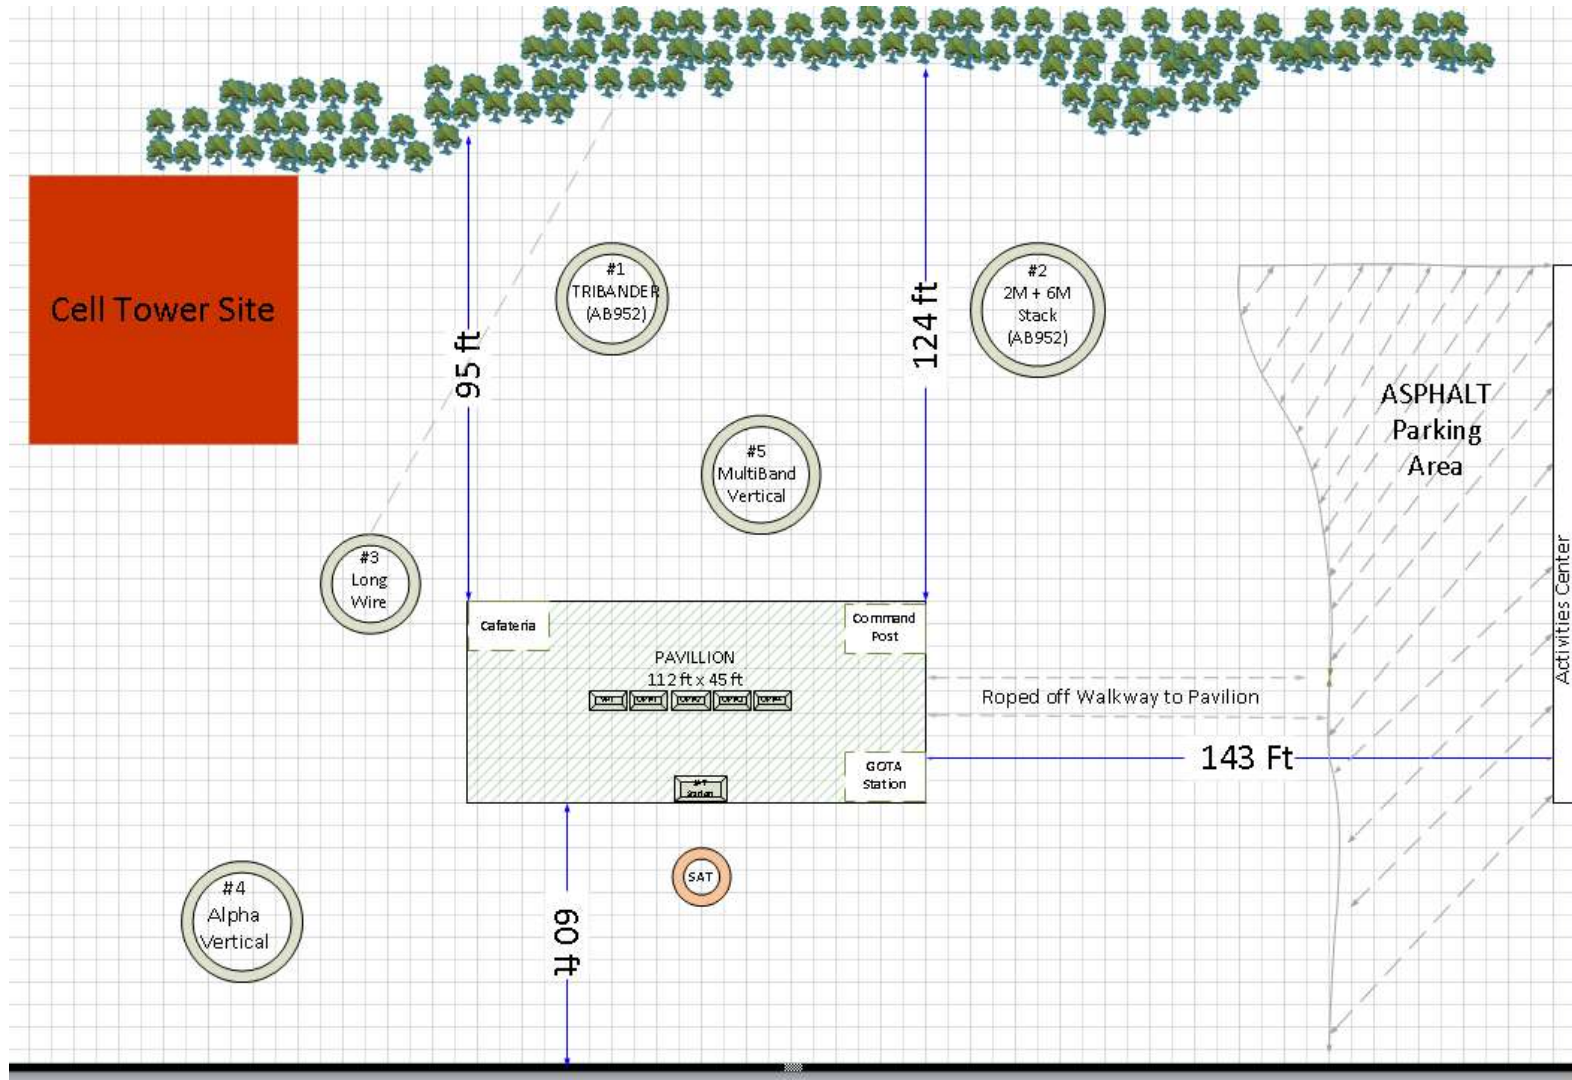 Cell Tower Site
#1
TRIBANDER
(AB952)
#2
2M + 6M
Stack
(AB952)
95 ft
124 ft
ASPHALT
Parking
Area
#5
MultiBand
Vertical
#3
Long
Wire
Activities Center
Cafateria
Command
Post
PAVILLION
112 ft x 45 ft
Roped off Walkway to Pavilion
143 Ft
GOTA
Station
Station
SAT
#4
Alpha
Vertical
60 ft